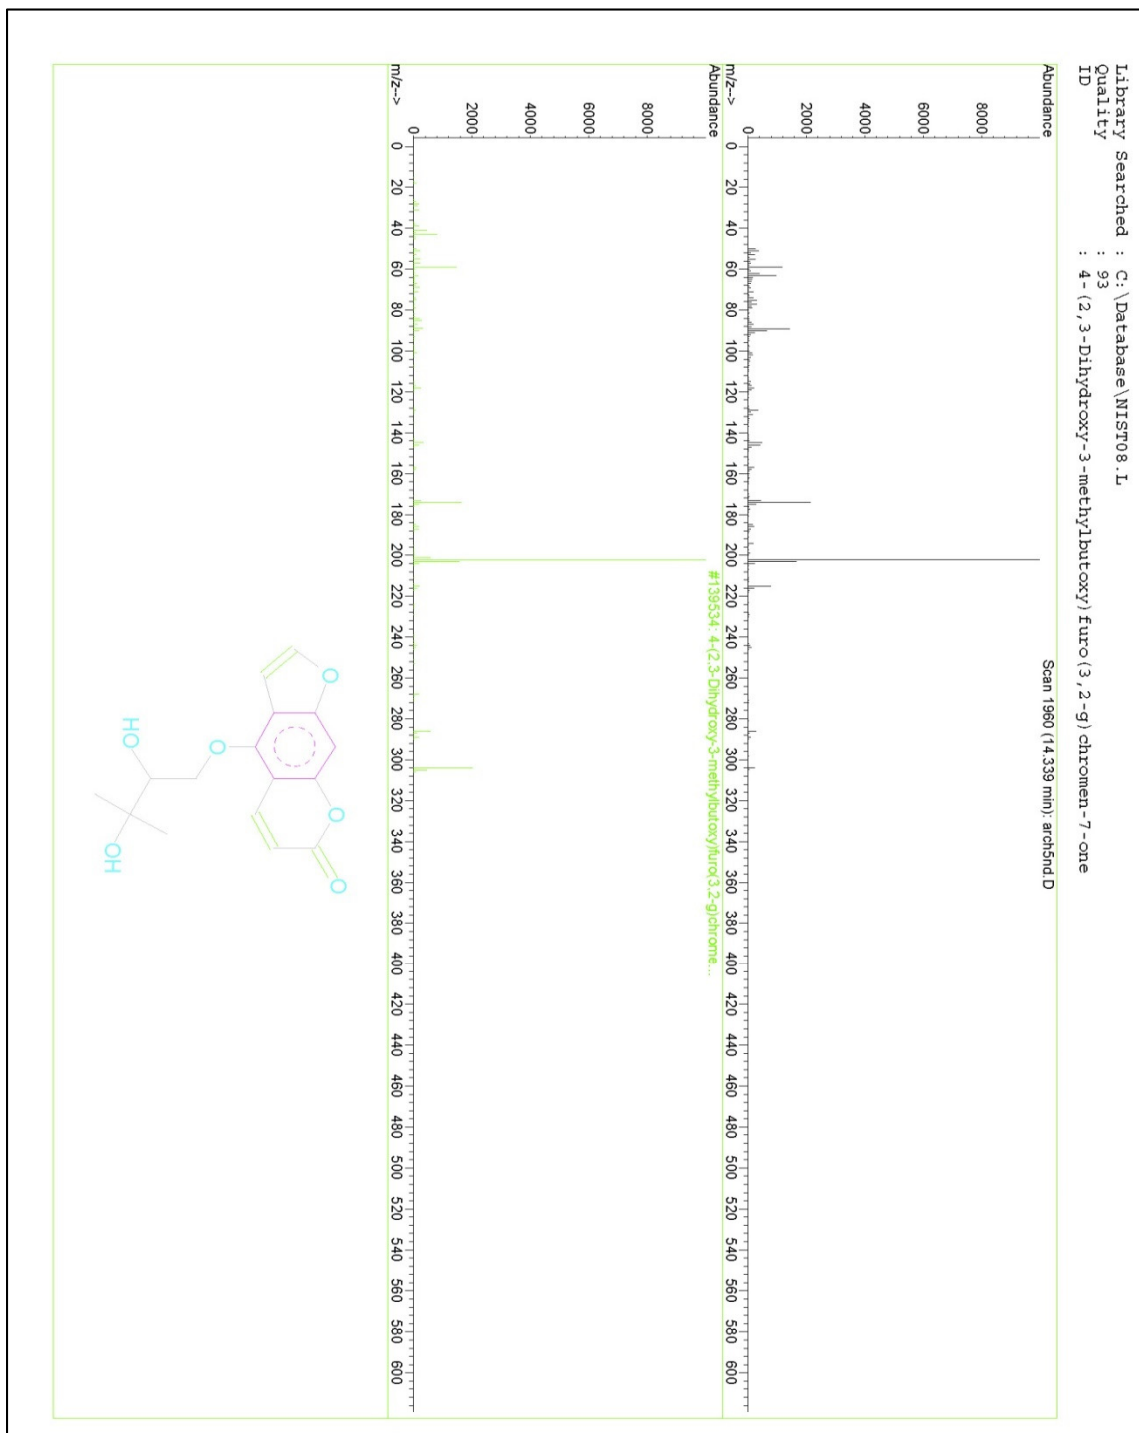 Library Searched : C:\Database\NIST08.L
Quality : 93
ID : 4-(2,3-Dihydroxy-3-methylbutoxy)furo(3,2-g)chromen-7-one
Abundance
Scan 1960 (14.339 min): arch5nd.D
8000
6000
4000
2000
0
0 20 40 60 80 100 120 140 160 180 200 220 240 260 280 300 320 340 360 380 400 420 440 460 480 500 520 540 560 580 600
m/z-->
Abundance
#139534: 4-(2,3-Dihydroxy-3-methylbutoxy)furo(3,2-g)chrome...
8000
6000
4000
2000
0
0 20 40 60 80 100 120 140 160 180 200 220 240 260 280 300 320 340 360 380 400 420 440 460 480 500 520 540 560 580 600
m/z-->
O
O
O
O
HO
OH